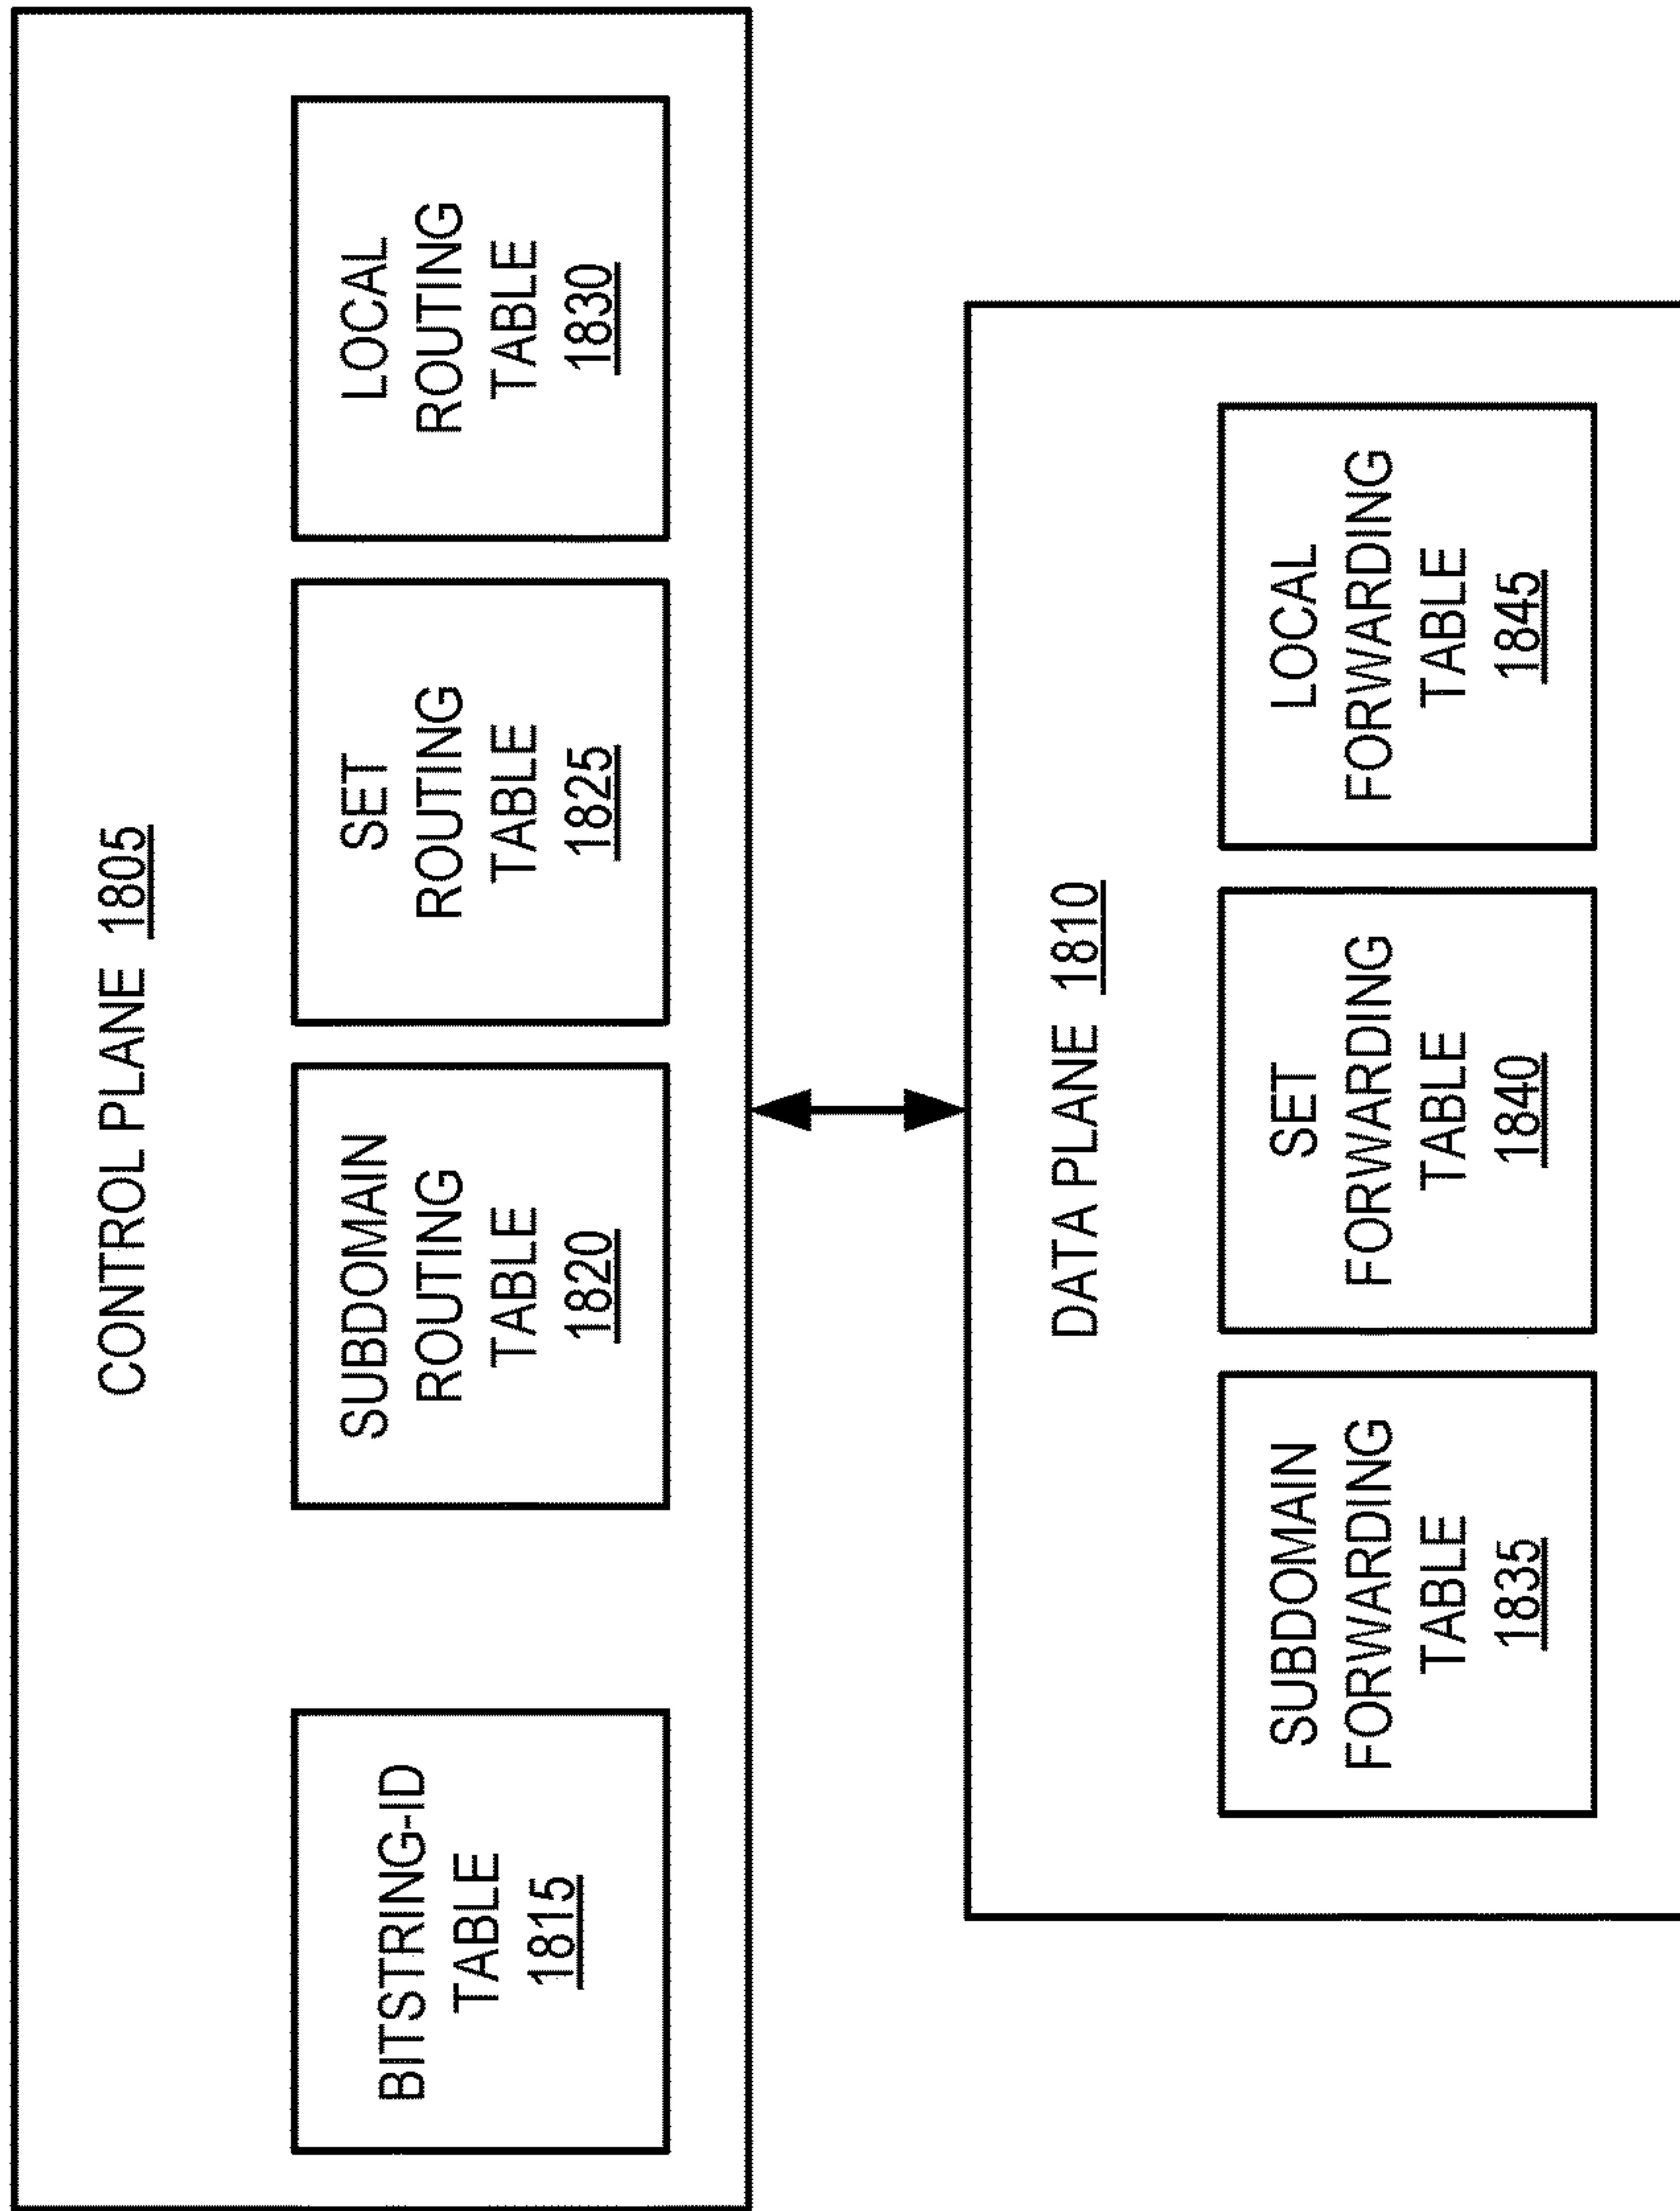 CONTROL PLANE 1805
BITSTRING-ID
TABLE
1815
SUBDOMAIN
ROUTING
TABLE
1820
SET
ROUTING
TABLE
1825
LOCAL
ROUTING
TABLE
1830
DATA PLANE 1810
SUBDOMAIN
FORWARDING
TABLE
1835
SET
FORWARDING
TABLE
1840
LOCAL
FORWARDING
TABLE
1845